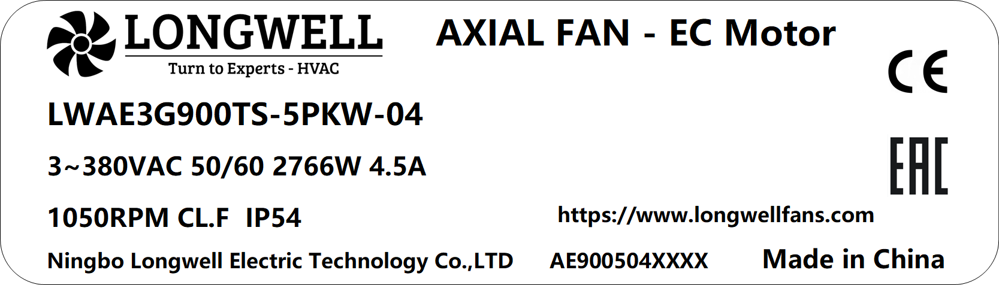 LONGWELL
Turn to Experts - HVAC
AXIAL FAN - EC Motor
CE
LWAE3G900TS-5PKW-04
EAC
3~380VAC 50/60 2766W 4.5A
1050RPM CL.F  IP54
https://www.longwellfans.com
Ningbo Longwell Electric Technology Co.,LTD
AE900504XXXX
Made in China